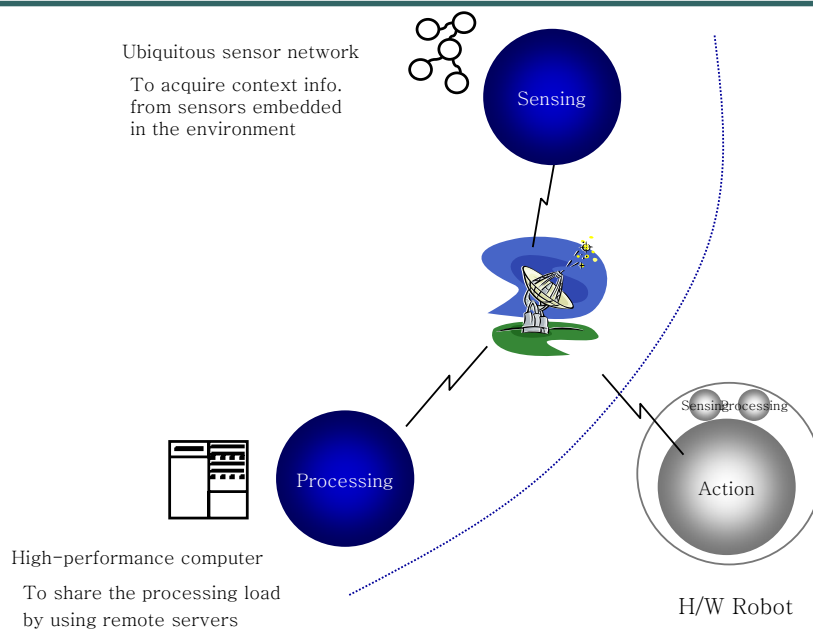 Ubiquitous sensor network
To acquire context info.
from sensors embedded
in the environment
Sensing
Sensing
Processing
Processing
Action
High-performance computer
To share the processing load
by using remote servers
H/W Robot